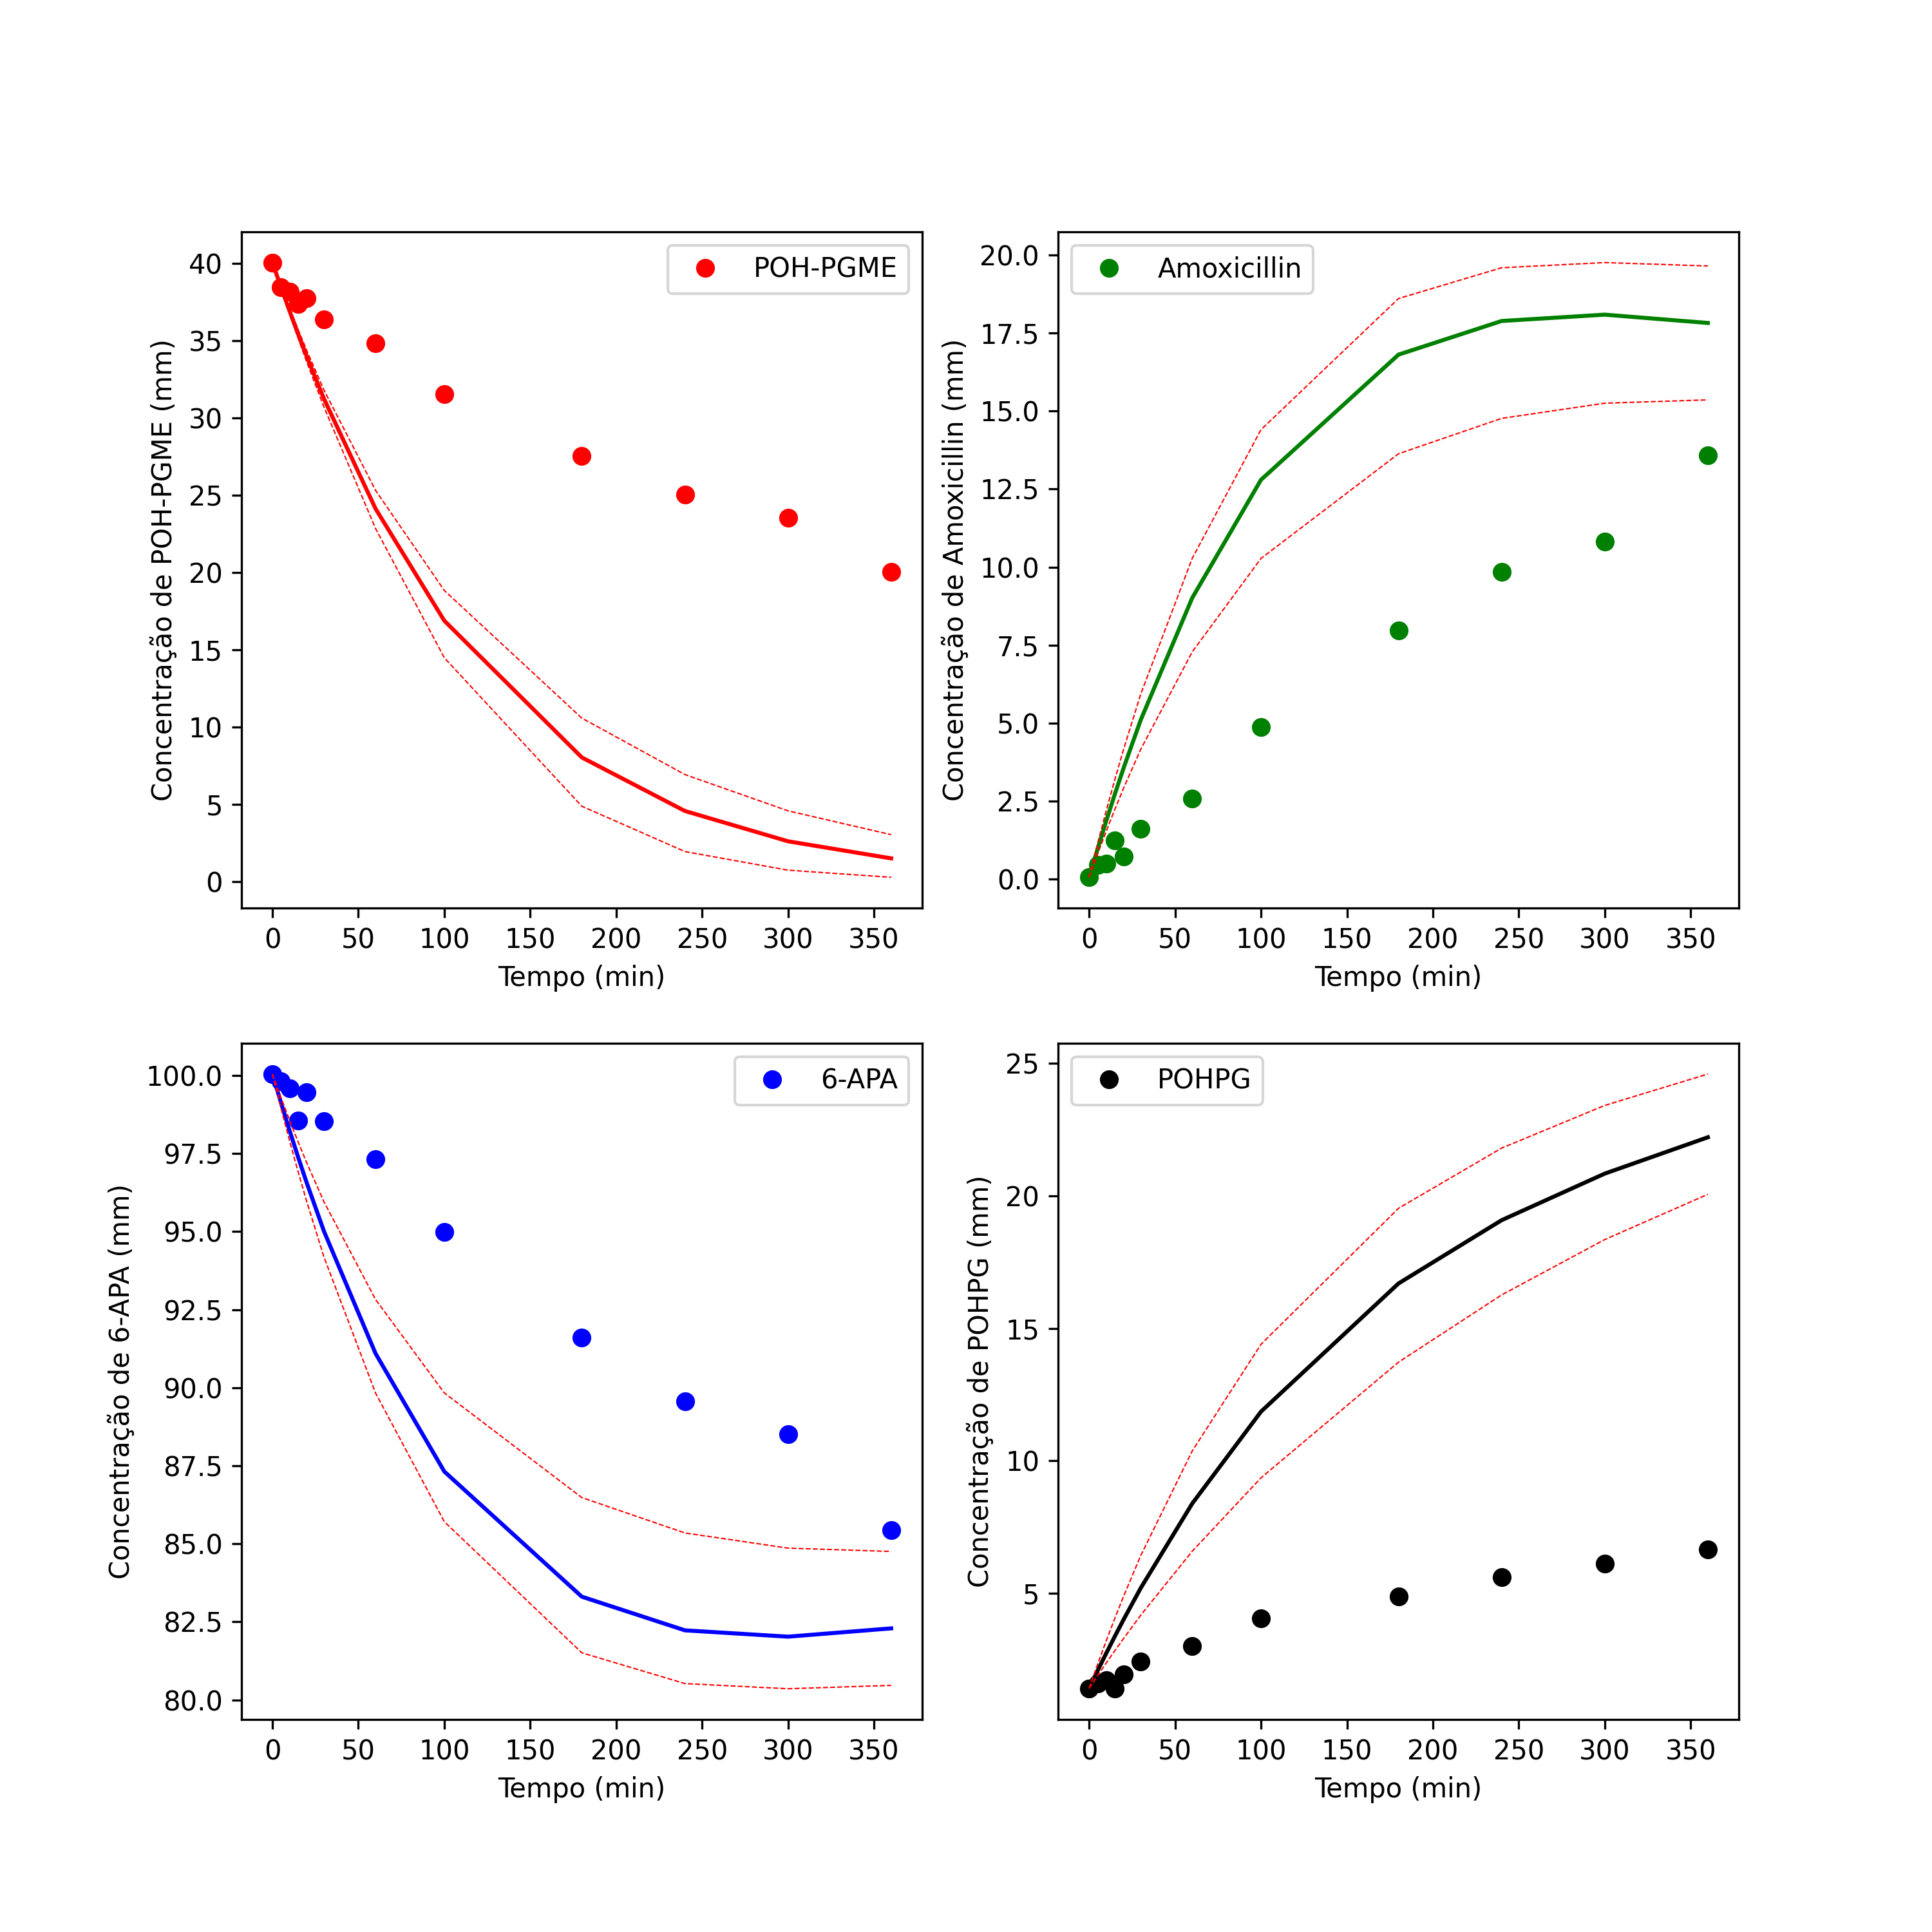 POH-PGME
40
35
30
25
20
15
10
5
0
Concentração de POH-PGME (mm)
0 50 100 150 200 250 300 350
Tempo (min)
Amoxicillin
20.0
17.5
15.0
12.5
10.0
7.5
5.0
2.5
0.0
Concentração de Amoxicillin (mm)
0 50 100 150 200 250 300 350
Tempo (min)
6-APA
100.0
97.5
95.0
92.5
90.0
87.5
85.0
82.5
80.0
Concentração de 6-APA (mm)
0 50 100 150 200 250 300 350
Tempo (min)
POHPG
25
20
15
10
5
Concentração de POHPG (mm)
0 50 100 150 200 250 300 350
Tempo (min)